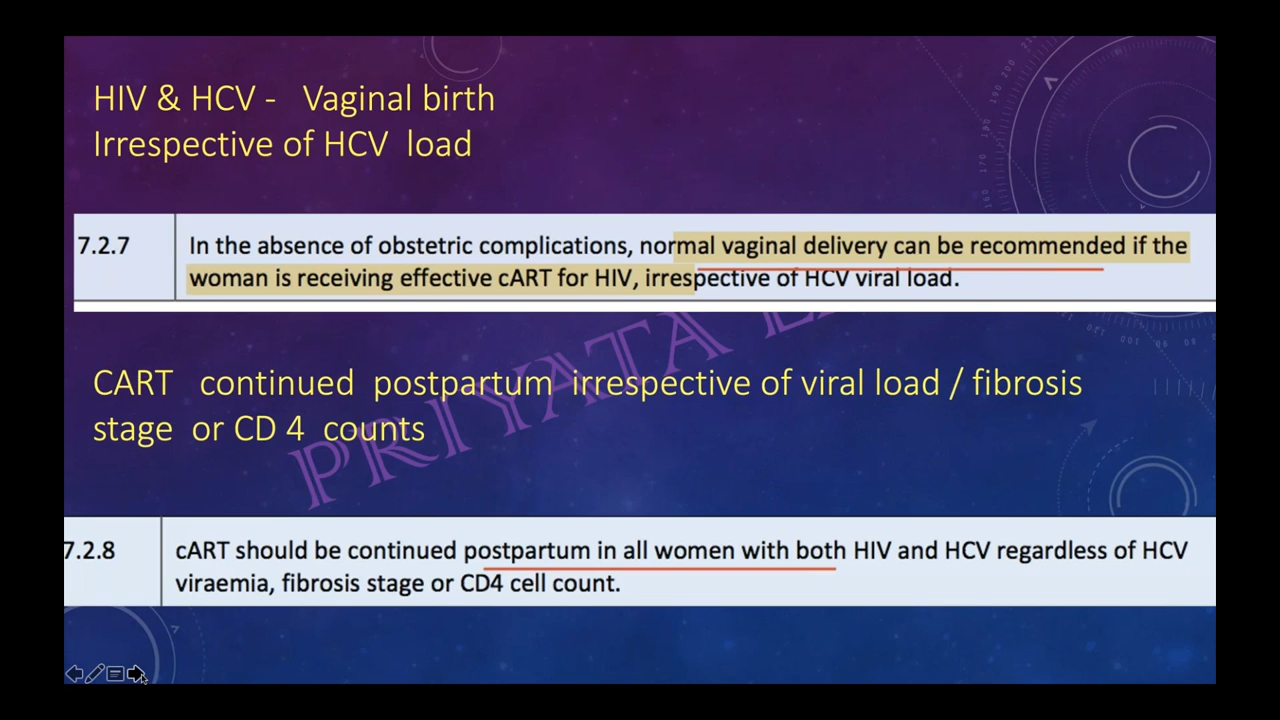 HIV & HCV - Vaginal birth
Irrespective of HCV load
7.2.7 In the absence of obstetric complications, normal vaginal delivery can be recommended if the
woman is receiving effective cART for HIV, irrespective of HCV viral load.
PRIYATA
CART continued postpartum irrespective of viral load / fibrosis
stage or CD 4 counts
7.2.8 cART should be continued postpartum in all women with both HIV and HCV regardless of HCV
viraemia, fibrosis stage or CD4 cell count.